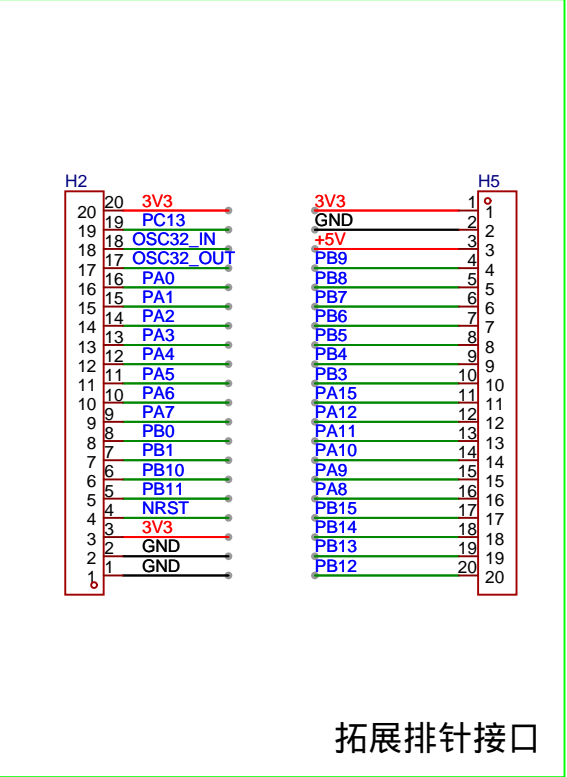 H2
20 20 3V3
19 19 PC13
18 18 OSC32_IN
17 17 OSC32_OUT
16 16 PA0
15 15 PA1
14 14 PA2
13 13 PA3
12 12 PA4
11 11 PA5
10 10 PA6
9 9 PA7
8 8 PB0
7 7 PB1
6 6 PB10
5 5 PB11
4 4 NRST
3 3 3V3
2 2 GND
1 1 GND
H5
3V3 1 1
GND 2 2
+5V 3 3
PB9 4 4
PB8 5 5
PB7 6 6
PB6 7 7
PB5 8 8
PB4 9 9
PB3 10 10
PA15 11 11
PA12 12 12
PA11 13 13
PA10 14 14
PA9 15 15
PA8 16 16
PB15 17 17
PB14 18 18
PB13 19 19
PB12 20 20
拓展排针接口